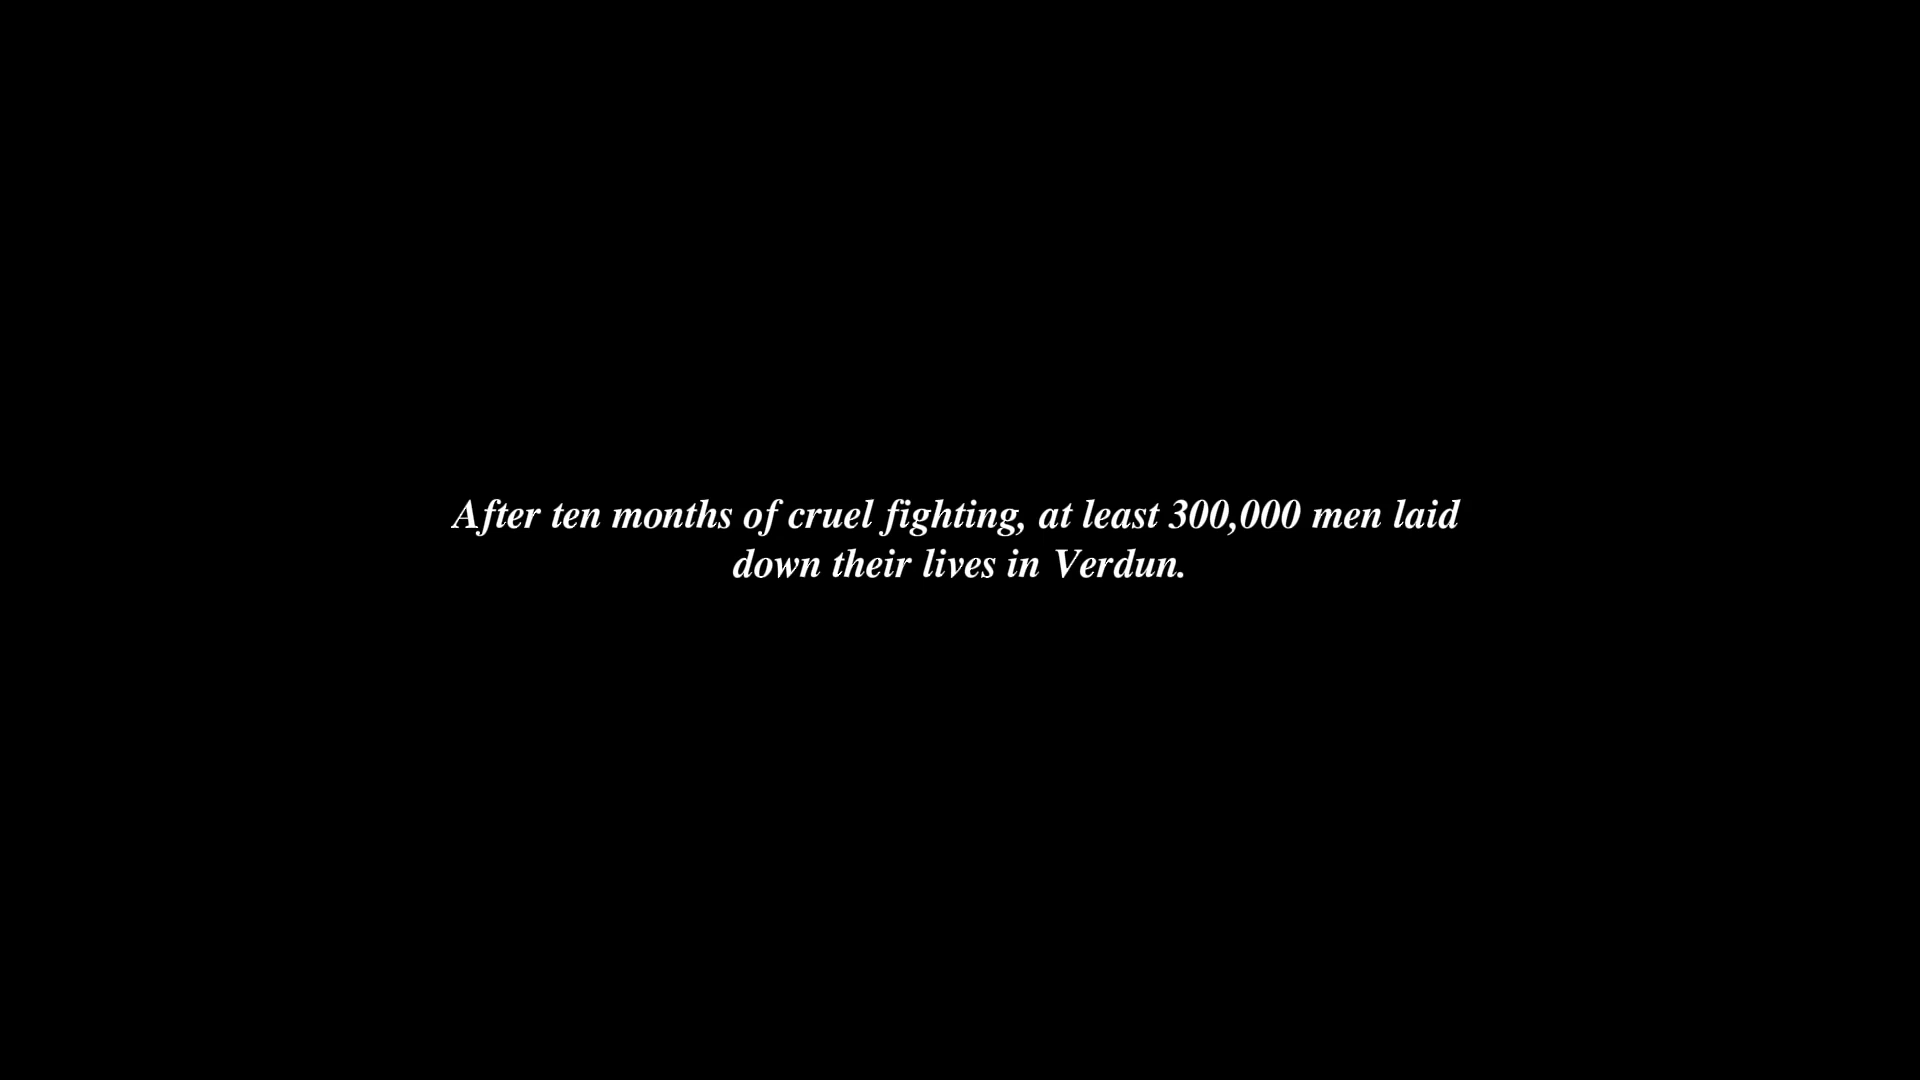 After ten months of cruel fighting, at least 300,000 men laid
down their lives in Verdun.